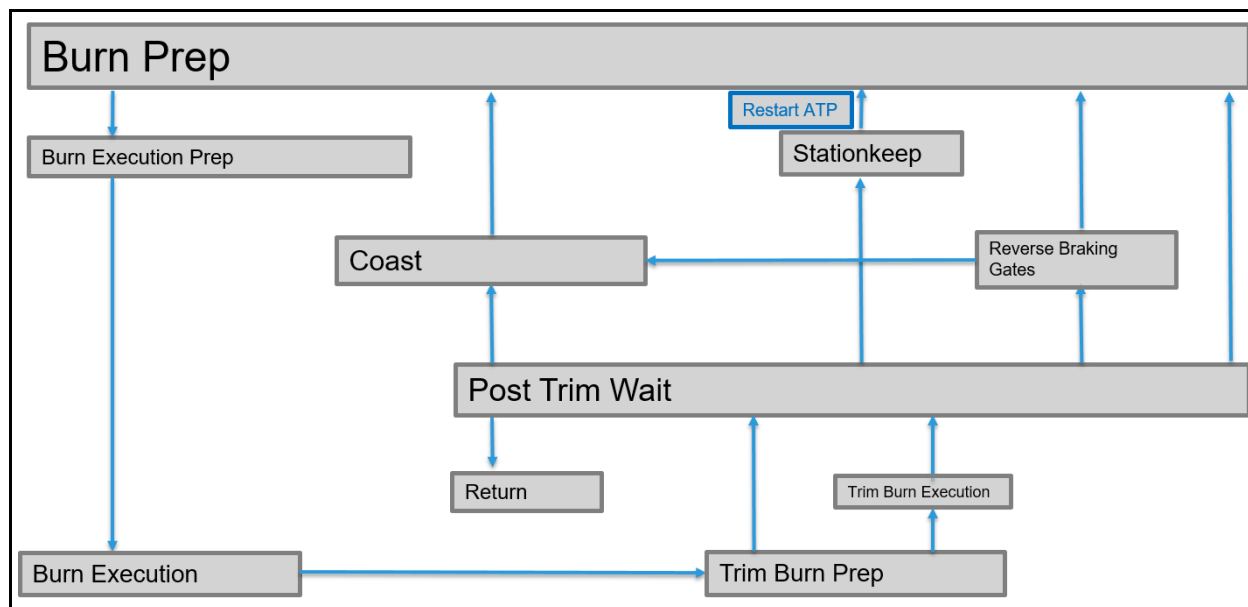 Burn Prep
Restart ATP
Burn Execution Prep
Stationkeep
Coast
Reverse Braking
Gates
Post Trim Wait
Return
Trim Burn Execution
Burn Execution
Trim Burn Prep